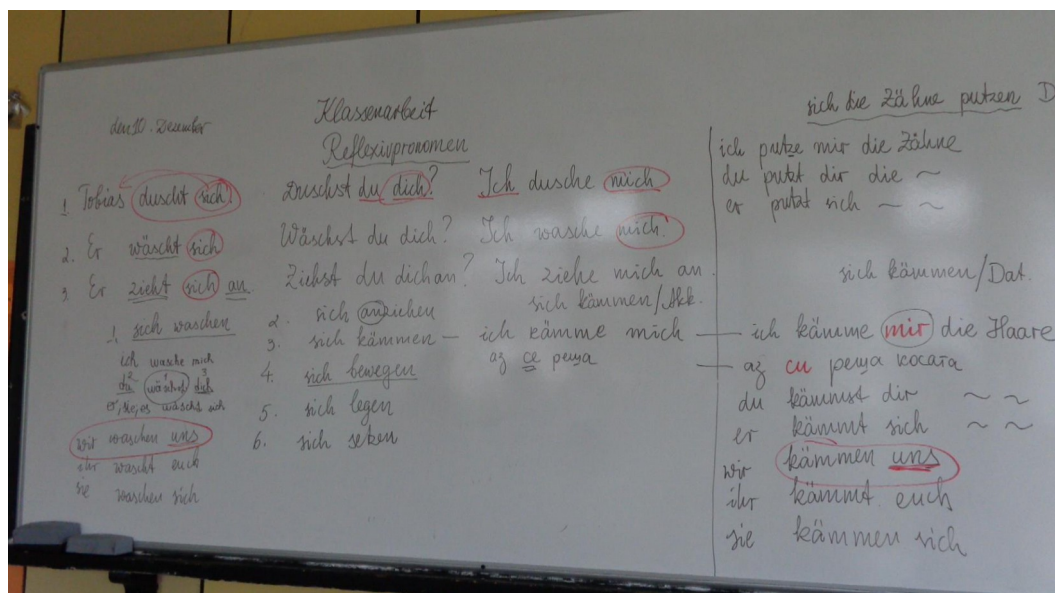 den 10. Dezember
Klassenarbeit
Reflexivpronomen
1. Tobias duscht sich! Duschst du dich? Ich dusche mich
2. Er wäscht sich Wäschst du dich? Ich wasche mich.
3. Er zieht sich an. Ziehst du dich an? Ich ziehe mich an.
sich kämmen/Akk.
1. sich waschen
ich wasche mich
du wäschst dich
er, sie, es wäscht sich
wir waschen uns
ihr wascht euch
sie waschen sich
2. sich anziehen
3. sich kämmen – ich kämme mich
аз се реша
4. sich bewegen
5. sich legen
6. sich setzen
sich die Zähne putzen D
ich putze mir die Zähne
du putzt dir die ~
er putzt sich ~ ~
sich kämmen/Dat.
ich kämme mir die Haare
аз си реша косата
du kämmst dir ~ ~
er kämmt sich ~ ~
wir kämmen uns
ihr kämmt euch
sie kämmen sich